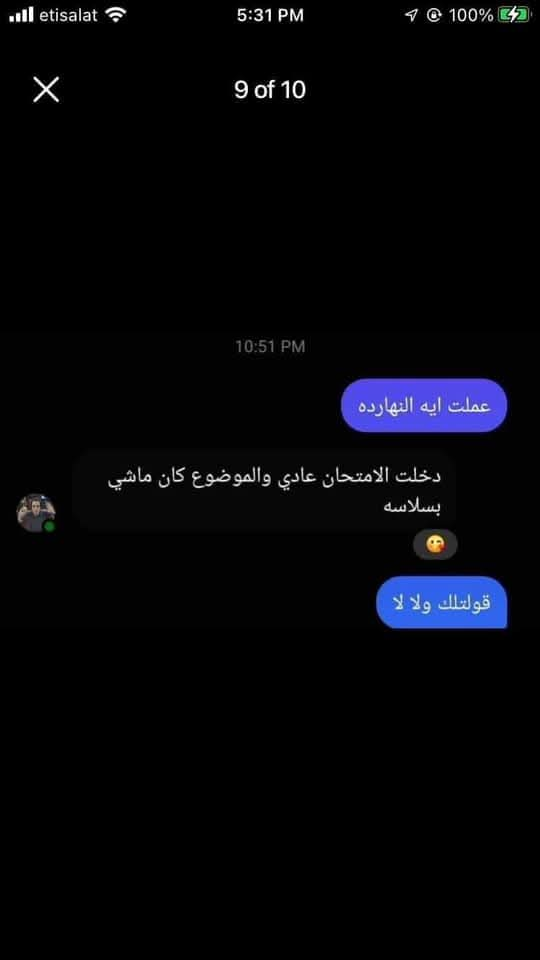 etisalat 5:31 PM 100%
9 of 10
10:51 PM
عملت ايه النهارده
دخلت الامتحان عادي والموضوع كان ماشي
بسلاسه
قولتلك ولا لا